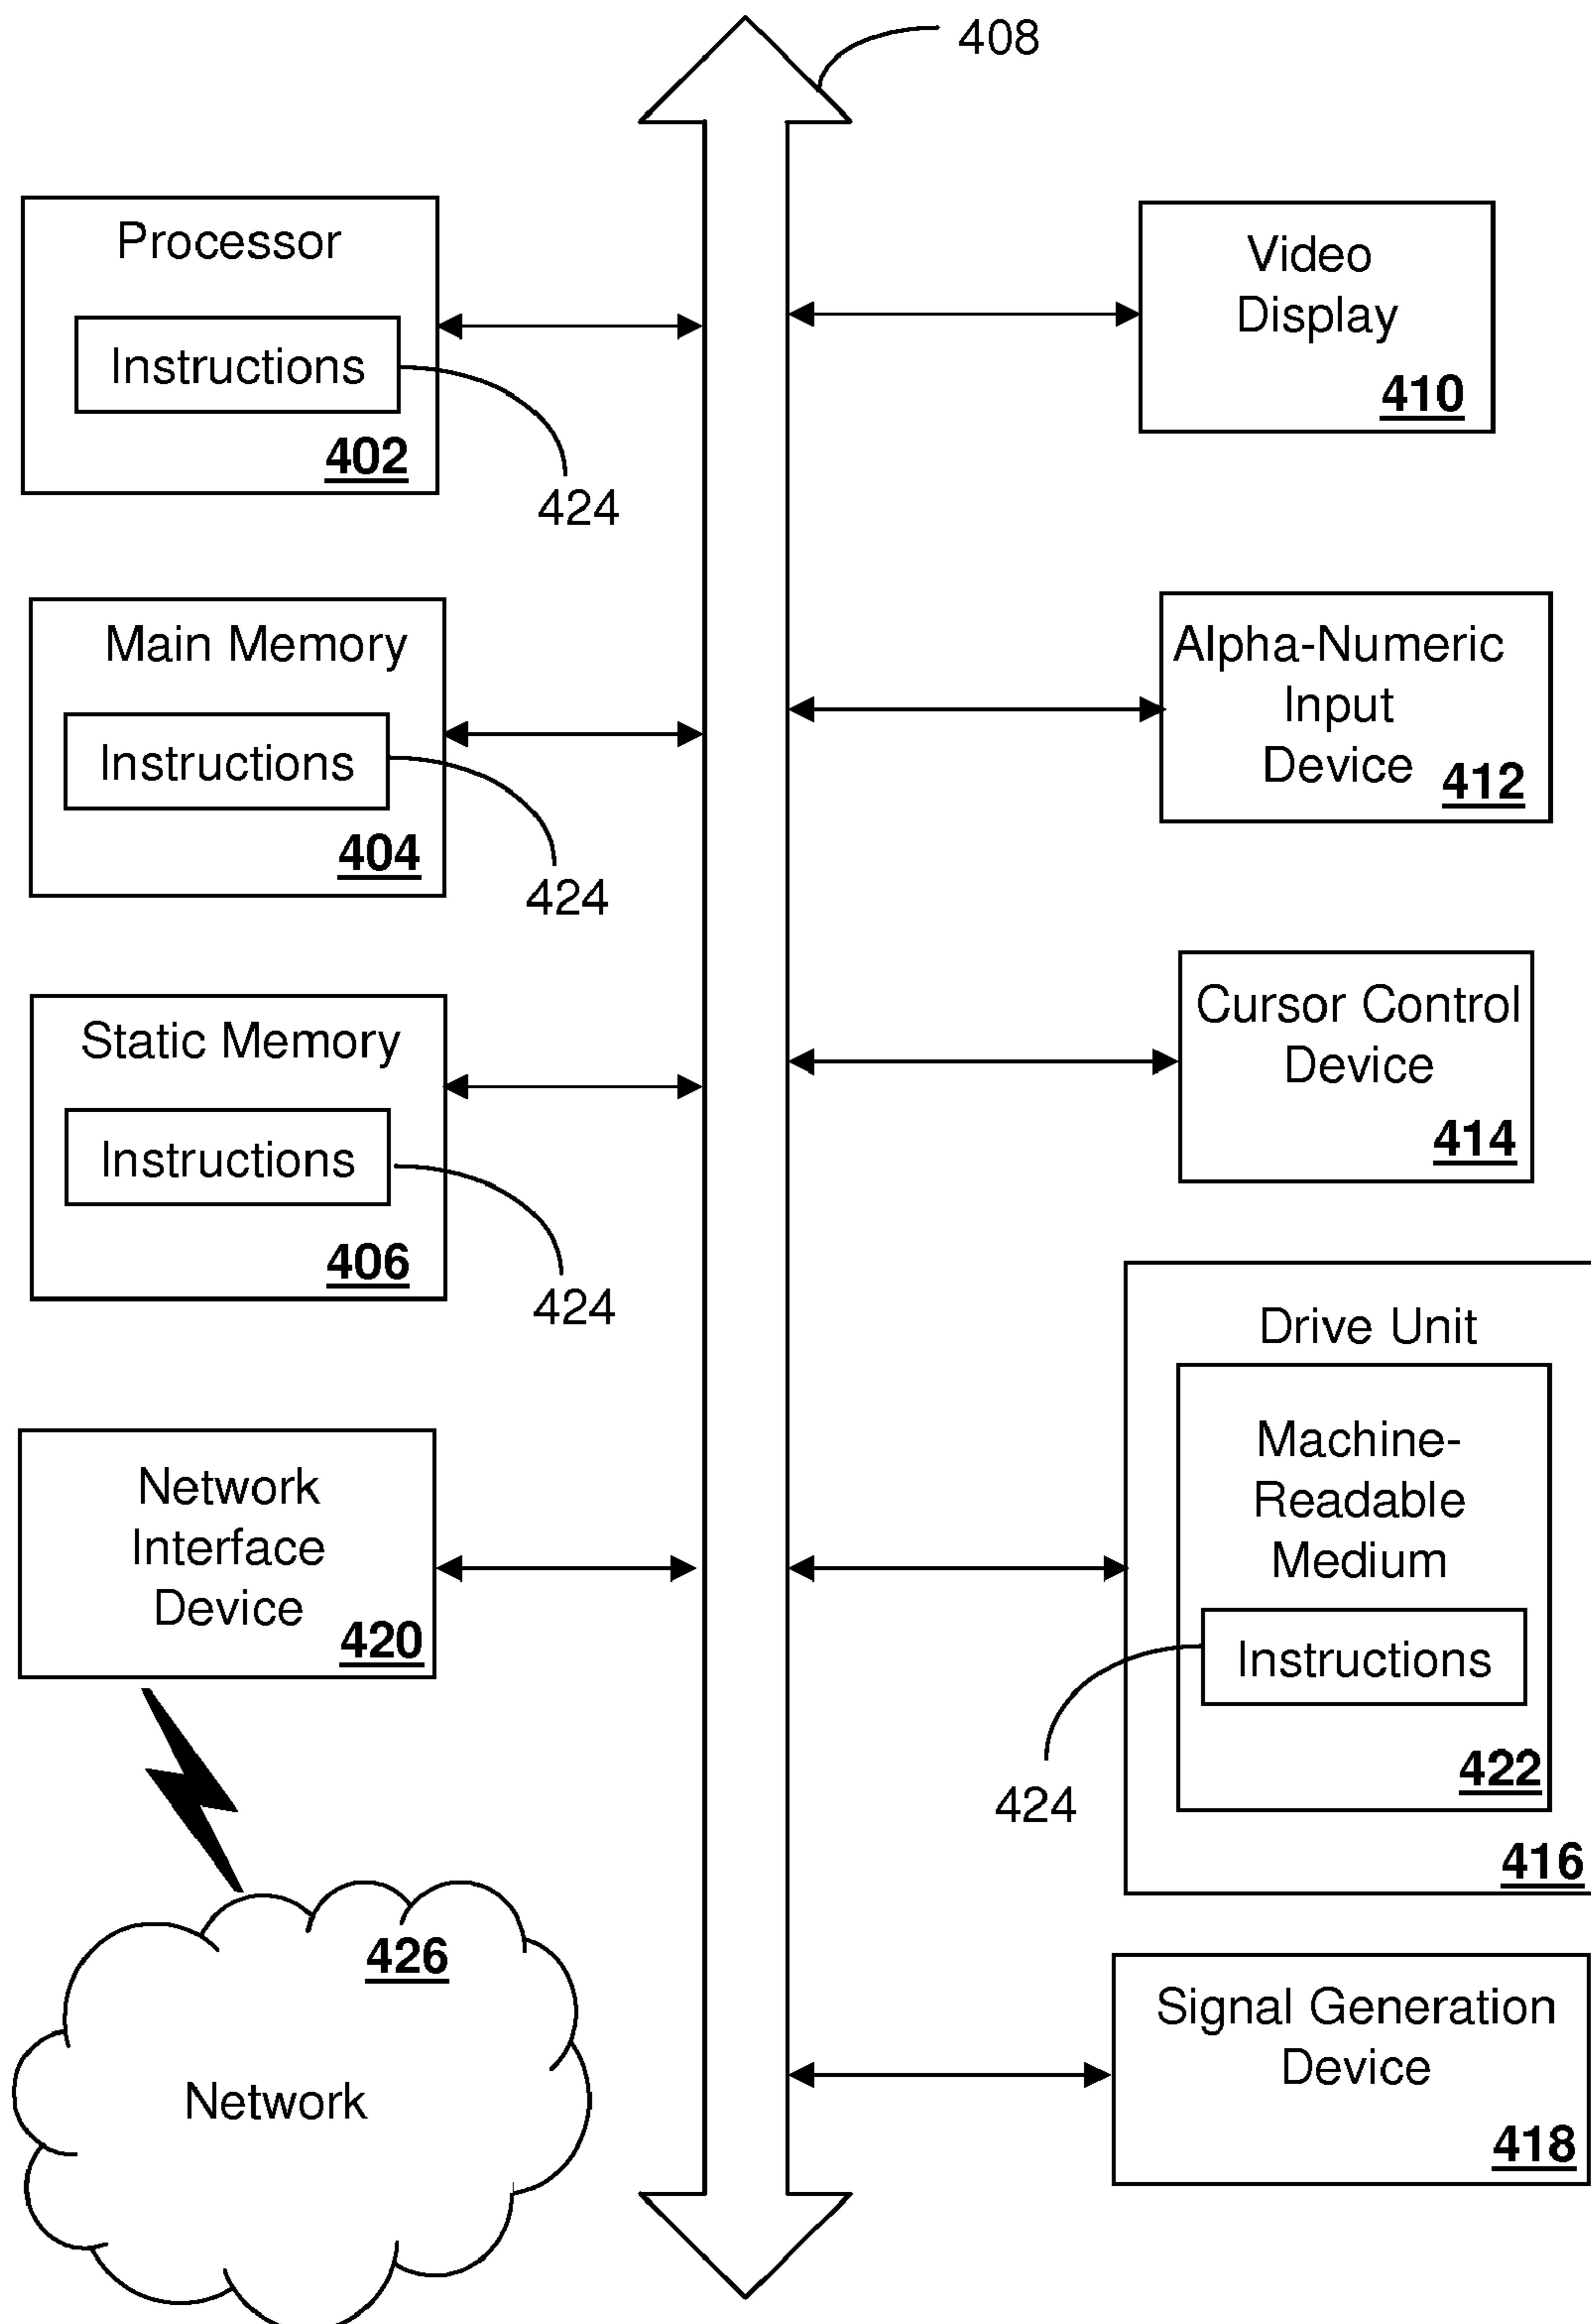 408
Processor
Instructions
402
424
Main Memory
Instructions
404
424
Static Memory
Instructions
406
424
Network
Interface
Device
420
426
Network
Video
Display
410
Alpha-Numeric
Input
Device
412
Cursor Control
Device
414
Drive Unit
Machine-
Readable
Medium
Instructions
424
422
416
Signal Generation
Device
418